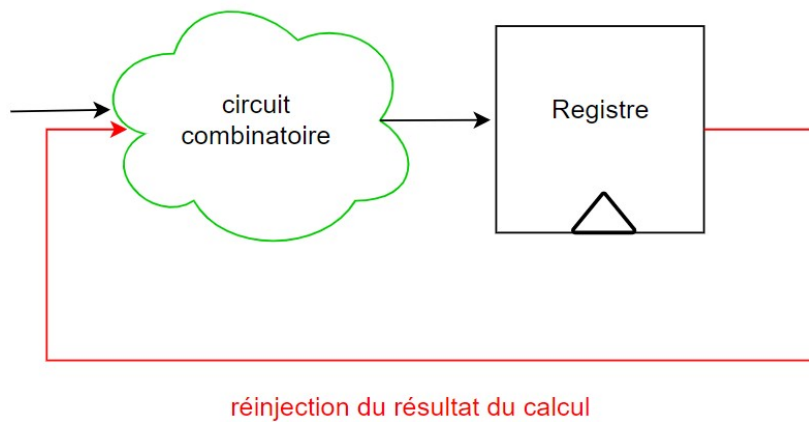 circuit
combinatoire
Registre
réinjection du résultat du calcul